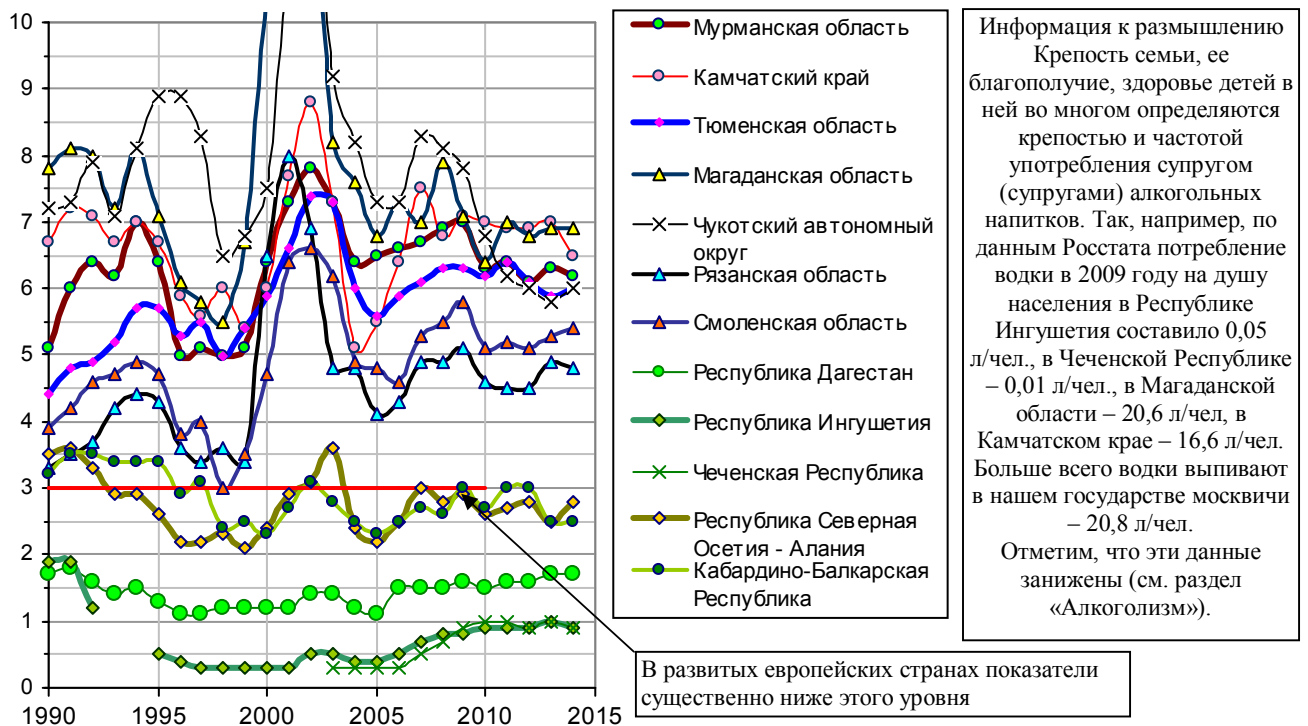 10
9
8
7
6
5
4
3
2
1
0
1990
1995
2000
2005
2010
2015
Мурманская область
Камчатский край
Тюменская область
Магаданская область
Чукотский автономный
округ
Рязанская область
Смоленская область
Республика Дагестан
Республика Ингушетия
Чеченская Республика
Республика Северная
Осетия - Алания
Кабардино-Балкарская
Республика
В развитых европейских странах показатели
существенно ниже этого уровня
Информация к размышлению
Крепость семьи, ее
благополучие, здоровье детей в
ней во многом определяются
крепостью и частотой
употребления супругом
(супругами) алкогольных
напитков. Так, например, по
данным Росстата потребление
водки в 2009 году на душу
населения в Республике
Ингушетия составило 0,05
л/чел., в Чеченской Республике
– 0,01 л/чел., в Магаданской
области – 20,6 л/чел, в
Камчатском крае – 16,6 л/чел.
Больше всего водки выпивают
в нашем государстве москвичи
– 20,8 л/чел.
Отметим, что эти данные
занижены (см. раздел
«Алкоголизм»).